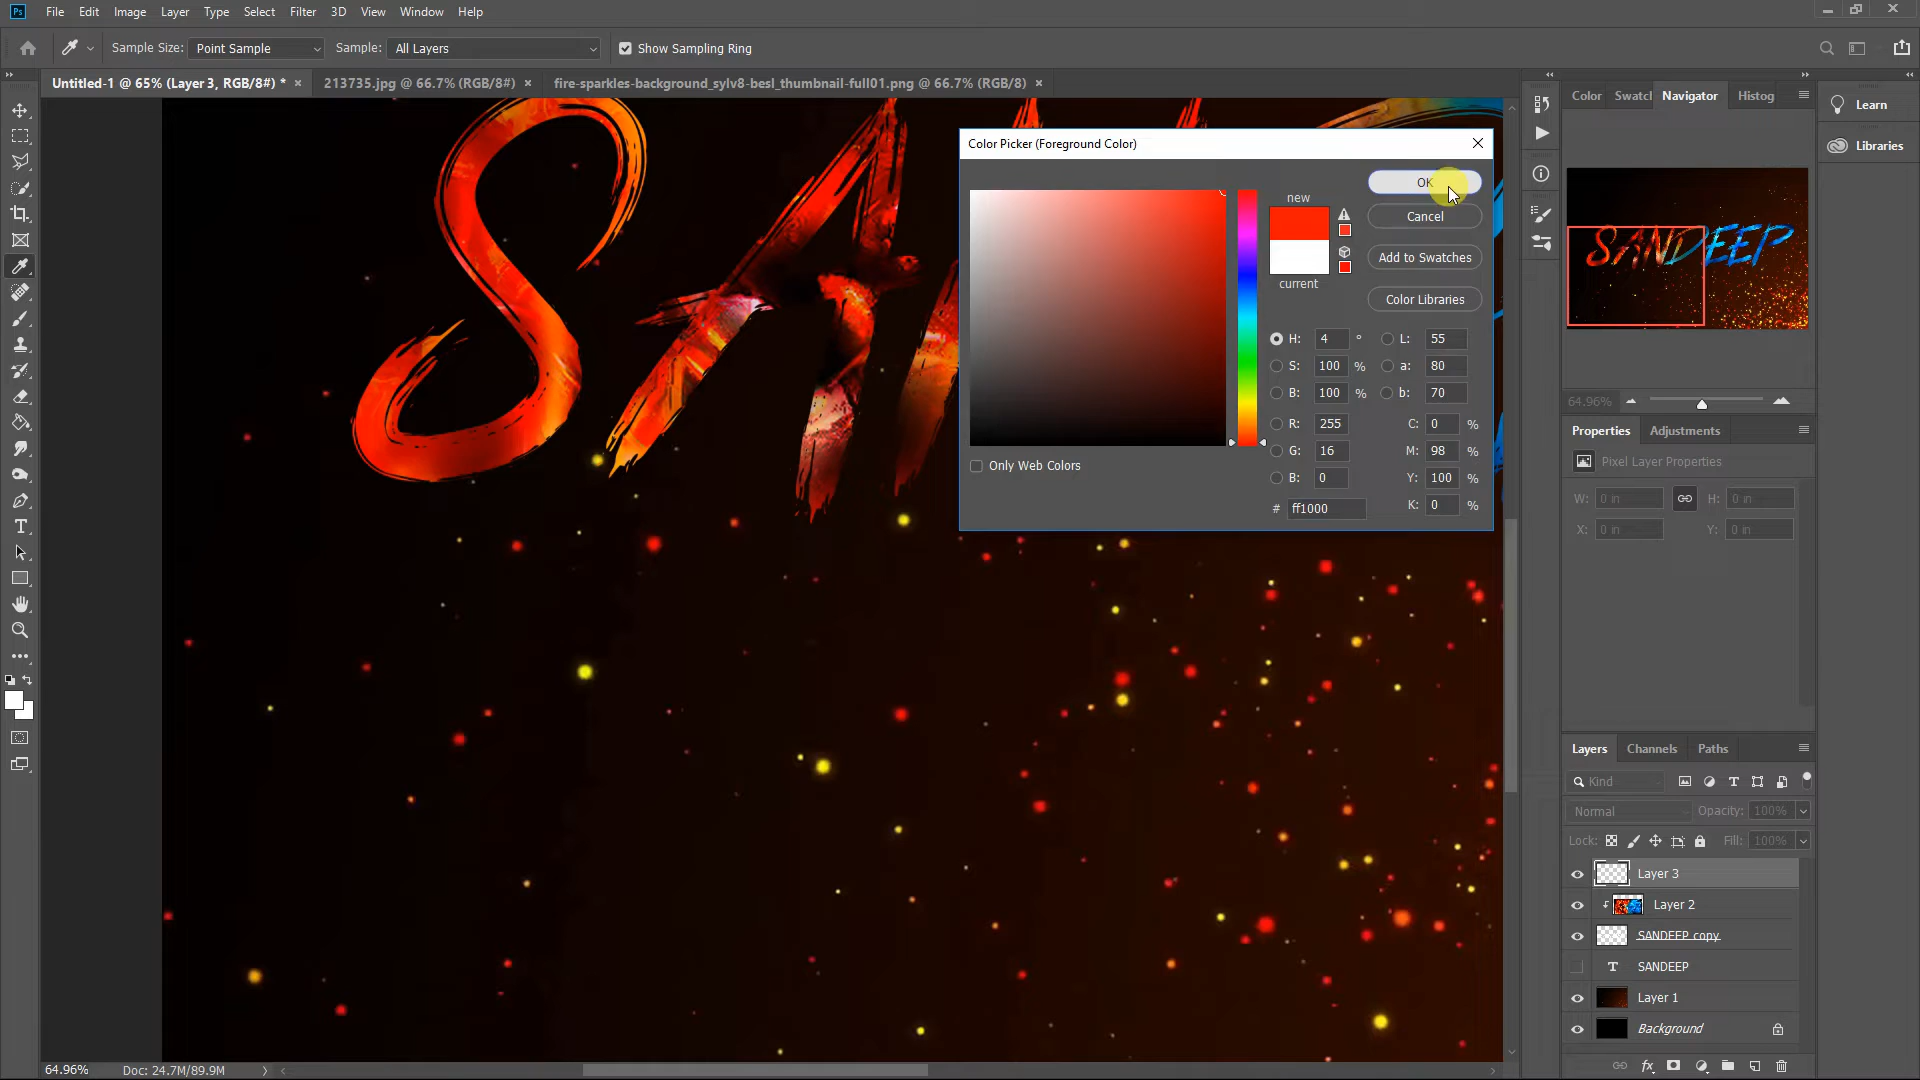 Ps File Edit Image Layer Type Select Filter 3D View Window Help
Sample Size: Point Sample Sample: All Layers Show Sampling Ring
Untitled-1 @ 65% (Layer 3, RGB/8#) * × 213735.jpg @ 66.7% (RGB/8#) × fire-sparkles-background_sylv8-besl_thumbnail-full01.png @ 66.7% (RGB/8) ×
Color Swatcl Navigator Histog
Learn
Libraries
SANDEEP
64.96%
Color Picker (Foreground Color)
OK
new
Cancel
Add to Swatches
current
Color Libraries
H: 4 ° L: 55
S: 100 % a: 80
B: 100 % b: 70
R: 255 C: 0 %
G: 16 M: 98 %
B: 0 Y: 100 %
# ff1000 K: 0 %
Only Web Colors
SA
Properties Adjustments
Pixel Layer Properties
W: 0 in H: 0 in
X: 0 in Y: 0 in
Layers Channels Paths
Kind
Normal Opacity: 100%
Lock: Fill: 100%
Layer 3
Layer 2
SANDEEP copy
T SANDEEP
Layer 1
Background
fx
64.96% Doc: 24.7M/89.9M